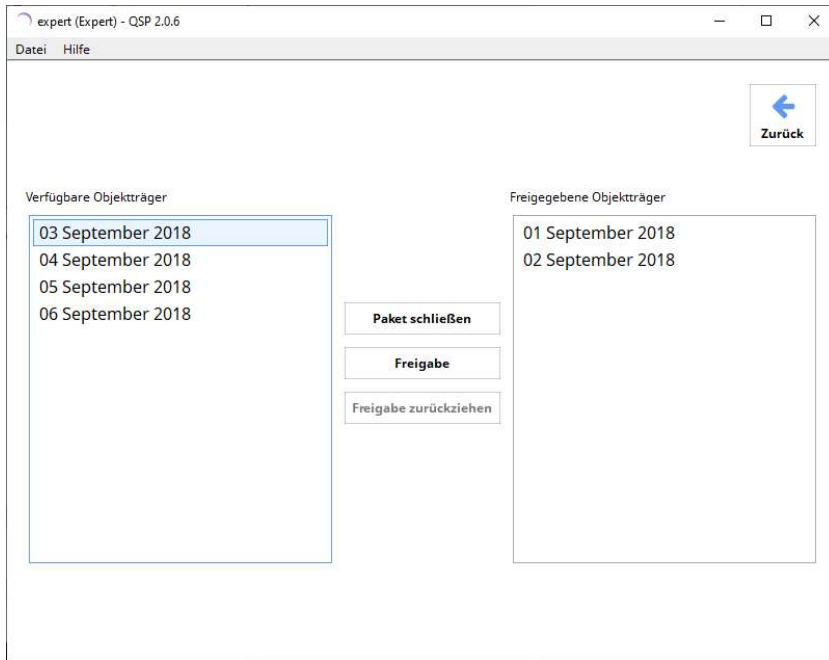 expert (Expert) - QSP 2.0.6
Datei Hilfe
Zurück
Verfügbare Objektträger
03 September 2018
04 September 2018
05 September 2018
06 September 2018
Paket schließen
Freigabe
Freigabe zurückziehen
Freigegebene Objektträger
01 September 2018
02 September 2018